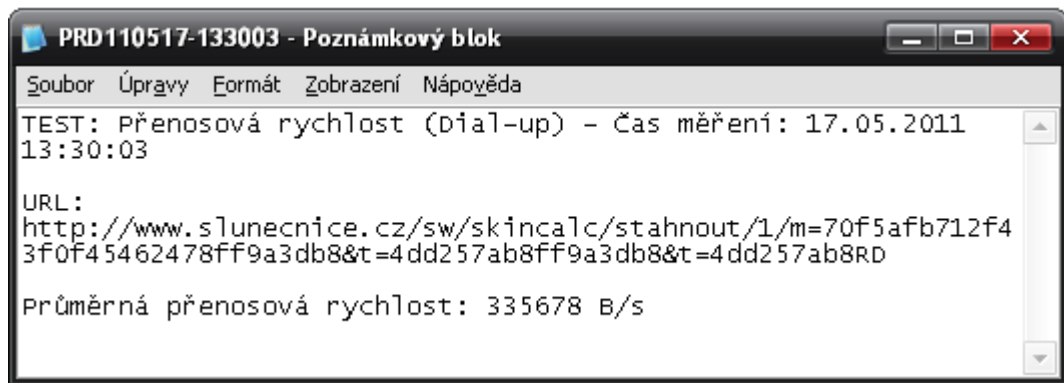 PRD110517-133003 - Poznámkový blok
Soubor Úpravy Formát Zobrazení Nápověda
TEST: Přenosová rychlost (Dial-up) - Čas měření: 17.05.2011
13:30:03
URL:
http://www.slunecnice.cz/sw/skincalc/stahnout/1/m=70f5afb712f4
3f0f45462478ff9a3db8&t=4dd257ab8ff9a3db8&t=4dd257ab8RD
Průměrná přenosová rychlost: 335678 B/s